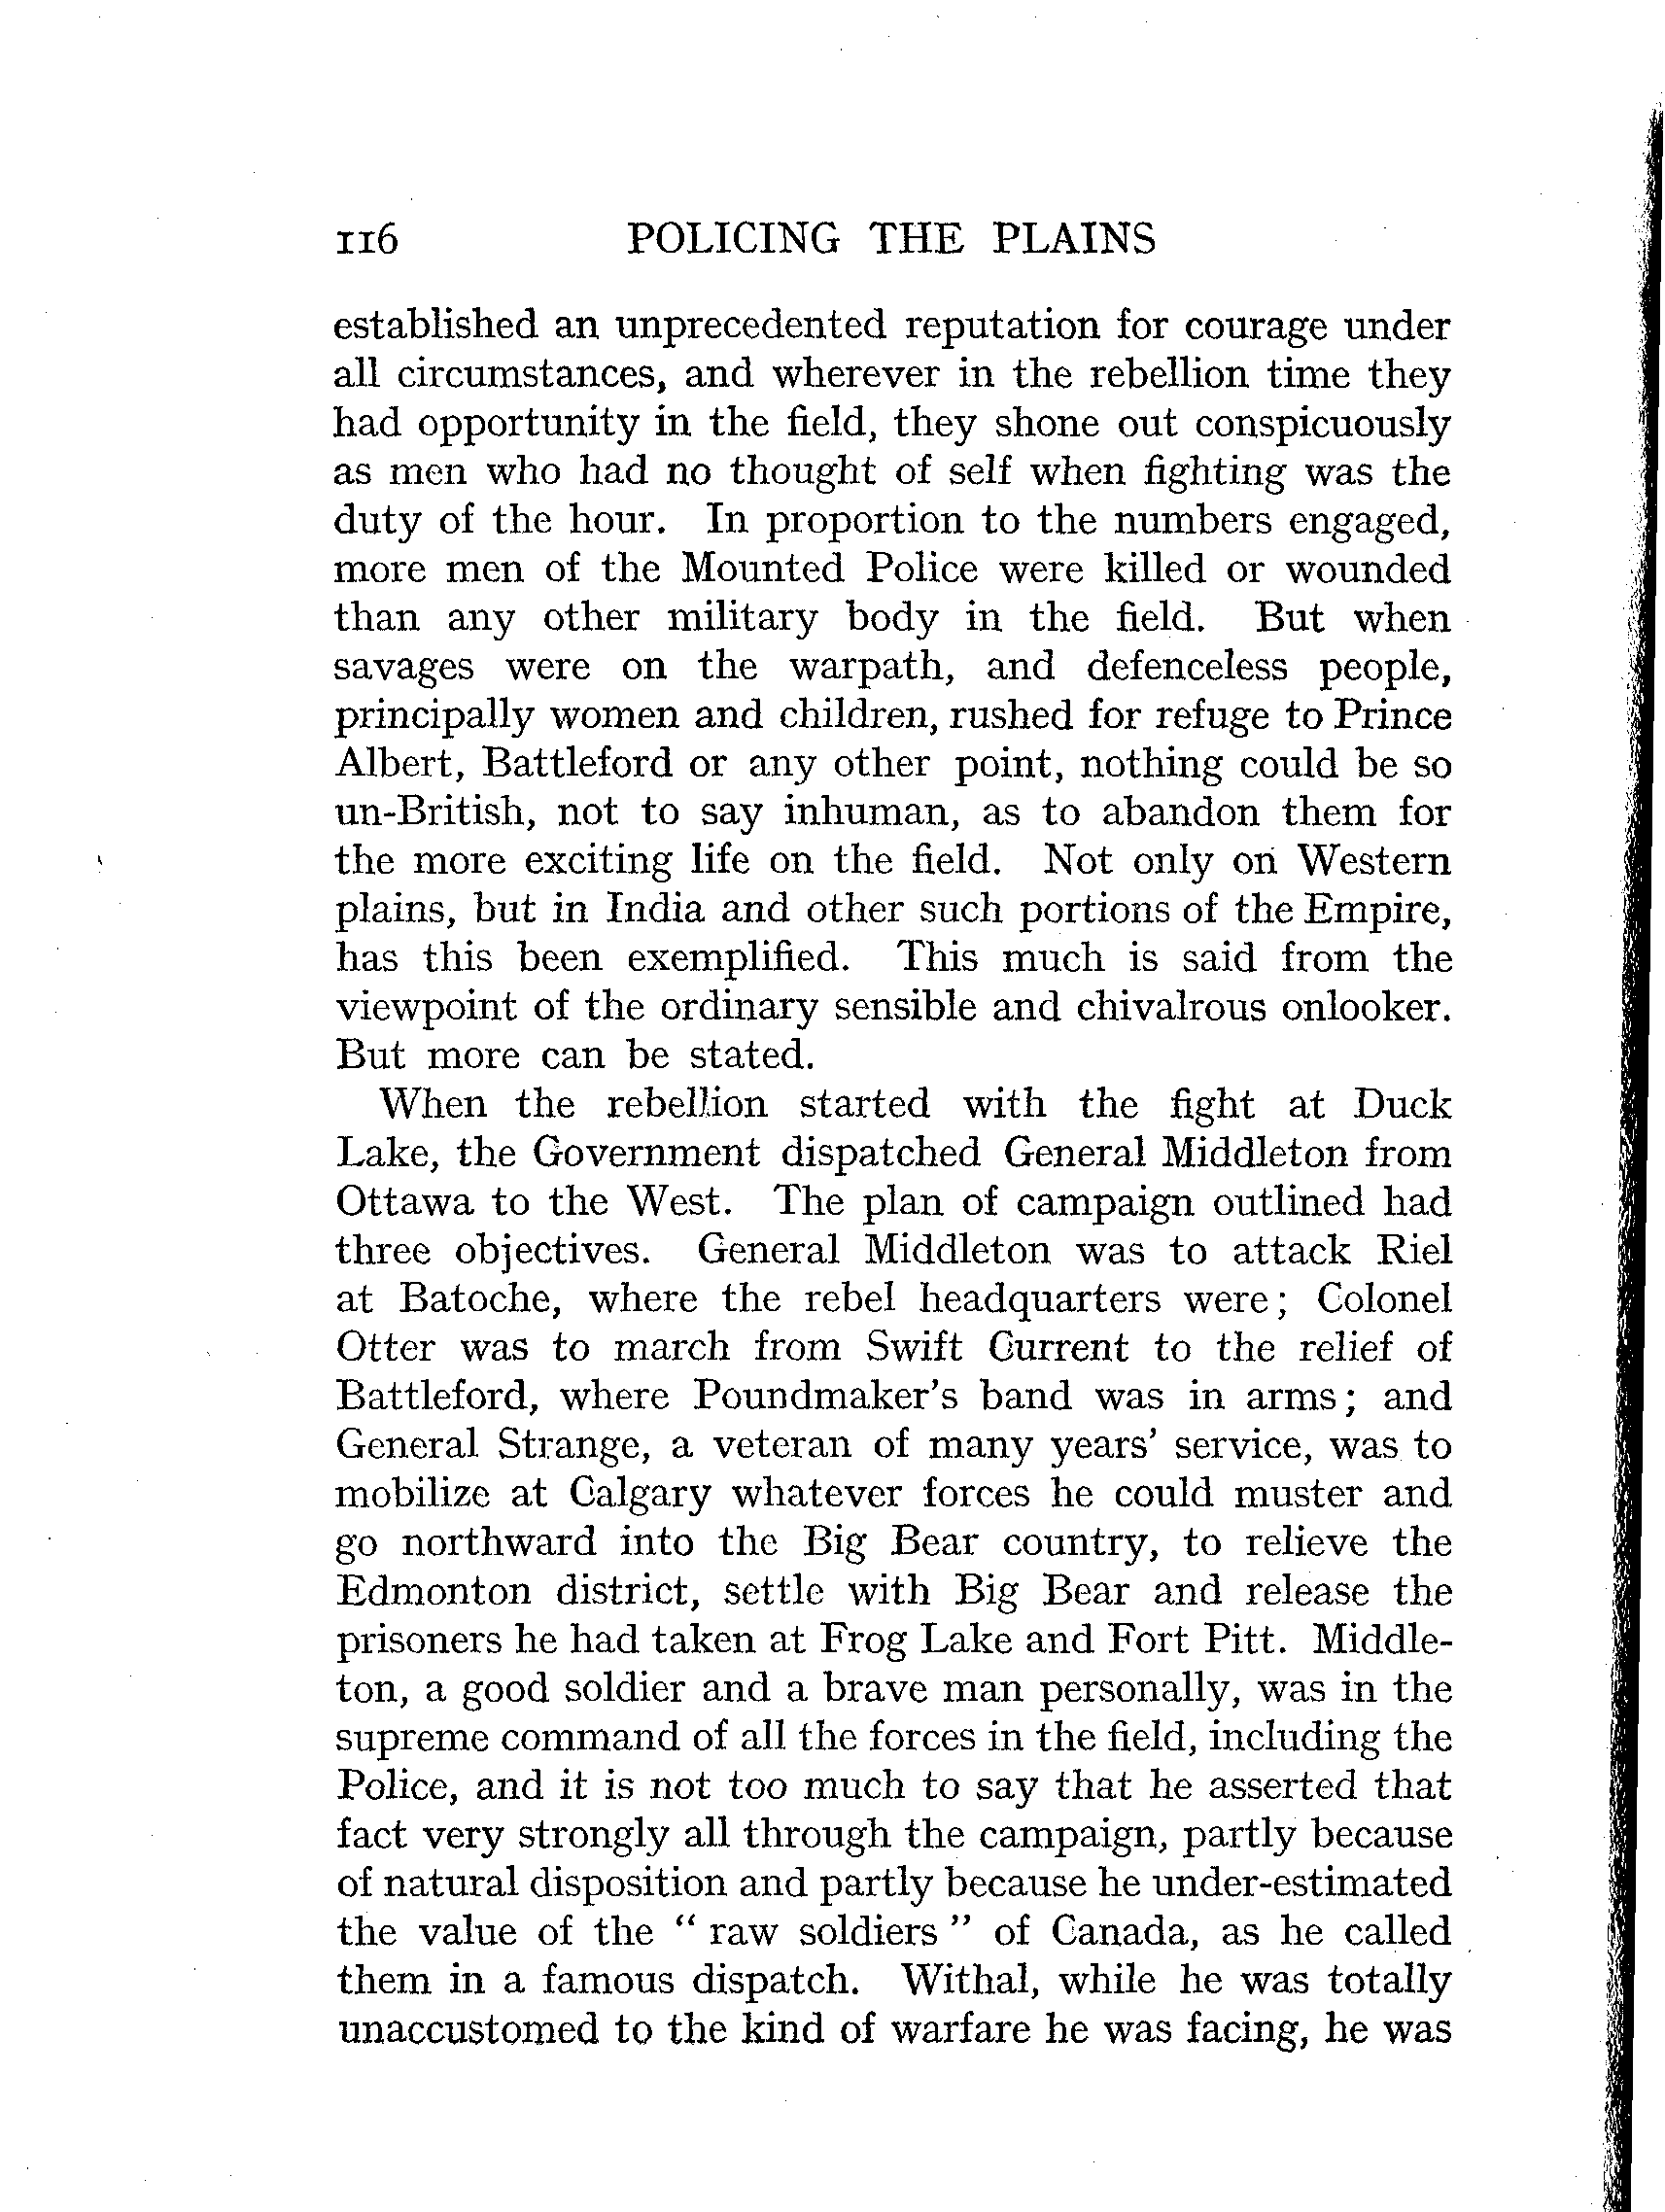 116 POLICING THE PLAINS
established an unprecedented reputation for courage under
all circumstances, and wherever in the rebellion time they
had opportunity in the field, they shone out conspicuously
as men who had no thought of self when fighting was the
duty of the hour. In proportion to the numbers engaged,
more men of the Mounted Police were killed or wounded
than any other military body in the field. But when
savages were on the warpath, and defenceless people,
principally women and children, rushed for refuge to Prince
Albert, Battleford or any other point, nothing could be so
un-British, not to say inhuman, as to abandon them for
the more exciting life on the field. Not only on Western
plains, but in India and other such portions of the Empire,
has this been exemplified. This much is said from the
viewpoint of the ordinary sensible and chivalrous onlooker.
But more can be stated.
When the rebellion started with the fight at Duck
Lake, the Government dispatched General Middleton from
Ottawa to the West. The plan of campaign outlined had
three objectives. General Middleton was to attack Riel
at Batoche, where the rebel headquarters were; Colonel
Otter was to march from Swift Current to the relief of
Battleford, where Poundmaker's band was in arms; and
General Strange, a veteran of many years' service, was to
mobilize at Calgary whatever forces he could muster and
go northward into the Big Bear country, to relieve the
Edmonton district, settle with Big Bear and release the
prisoners he had taken at Frog Lake and Fort Pitt. Middle-
ton, a good soldier and a brave man personally, was in the
supreme command of all the forces in the field, including the
Police, and it is not too much to say that he asserted that
fact very strongly all through the campaign, partly because
of natural disposition and partly because he under-estimated
the value of the " raw soldiers " of Canada, as he called
them in a famous dispatch. Withal, while he was totally
unaccustomed to the kind of warfare he was facing, he was